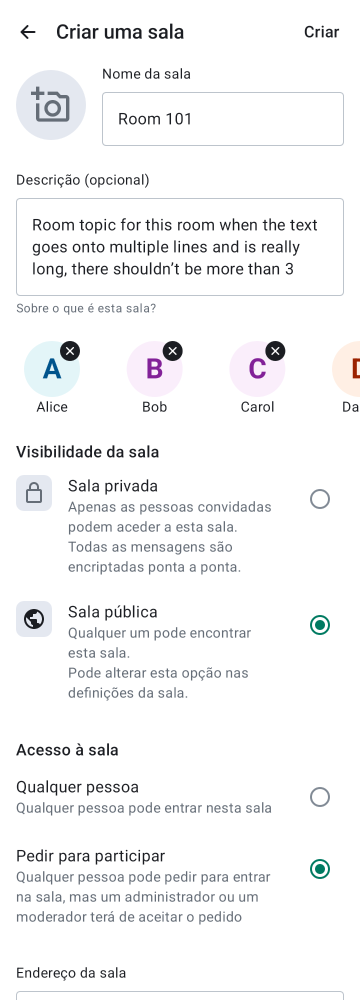 Criar uma sala
Criar
Nome da sala
Room 101
Descrição (opcional)
Room topic for this room when the text
goes onto multiple lines and is really
long, there shouldn't be more than 3
Sobre o que é esta sala?
A
B
C
D
Alice
Bob
Carol
Da
Visibilidade da sala
Sala privada
Apenas as pessoas convidadas
podem aceder a esta sala.
Todas as mensagens são
encriptadas ponta a ponta.
Sala pública
Qualquer um pode encontrar
esta sala.
Pode alterar esta opção nas
definições da sala.
Acesso à sala
Qualquer pessoa
Qualquer pessoa pode entrar nesta sala
Pedir para participar
Qualquer pessoa pode pedir para entrar
na sala, mas um administrador ou um
moderador terá de aceitar o pedido
Endereço da sala